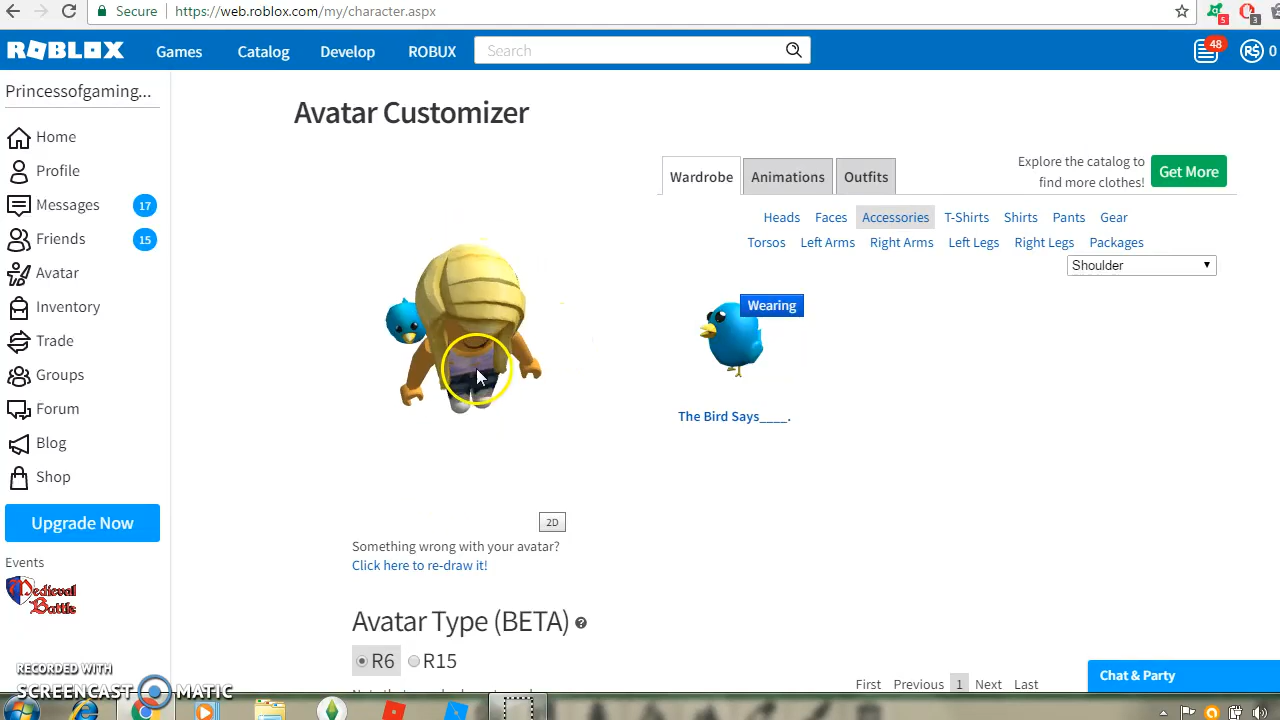 Secure https://web.roblox.com/my/character.aspx 5 3
ROBLOX Games Catalog Develop ROBUX Search 48 R$ 0
Princessofgaming...
Home
Profile
Messages 17
Friends 15
Avatar
Inventory
Trade
Groups
Forum
Blog
Shop
Upgrade Now
Events
Medieval Battle
Avatar Customizer
Wardrobe Animations Outfits
Explore the catalog to
find more clothes!
Get More
Heads Faces Accessories T-Shirts Shirts Pants Gear
Torsos Left Arms Right Arms Left Legs Right Legs Packages
Shoulder
Wearing
The Bird Says____.
2D
Something wrong with your avatar?
Click here to re-draw it!
Avatar Type (BETA) ?
R6 R15
First Previous 1 Next Last
Chat & Party
RECORDED WITH
SCREENCAST MATIC